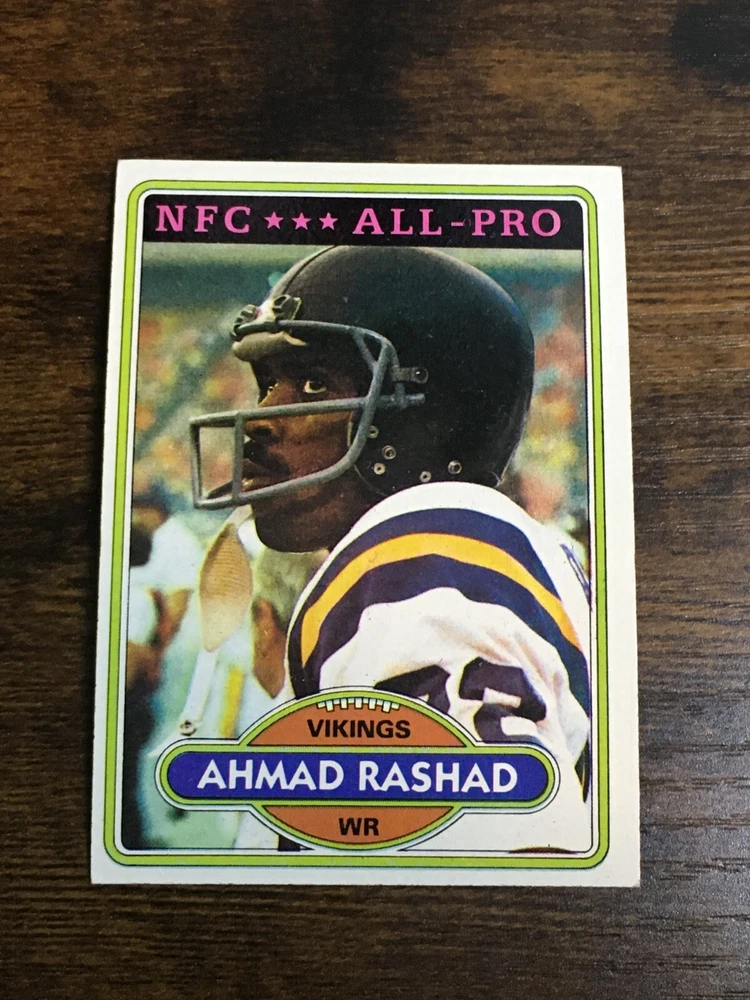 NFC ★★★ ALL-PRO
VIKINGS
AHMAD RASHAD
WR